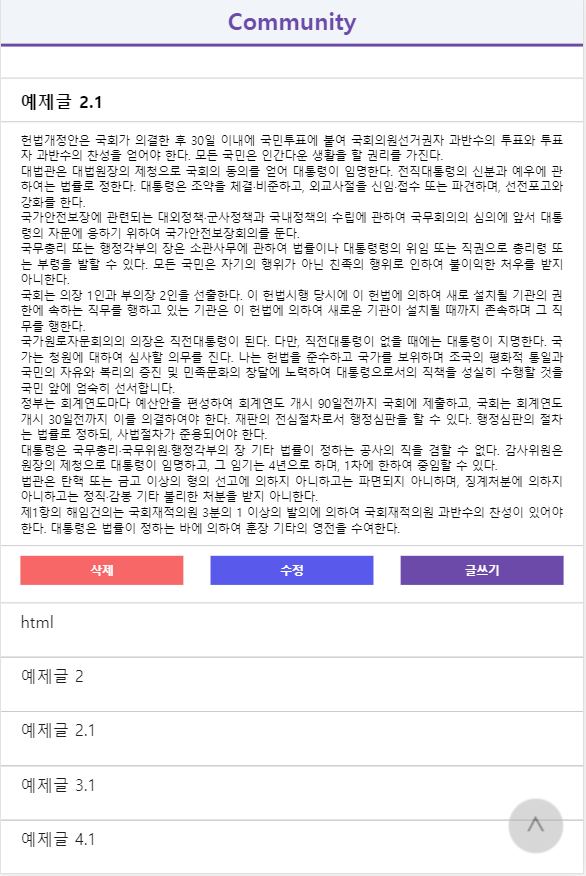 Community
예제글 2.1
헌법개정안은 국회가 의결한 후 30일 이내에 국민투표에 붙여 국회의원선거권자 과반수의 투표와 투표
자 과반수의 찬성을 얻어야 한다. 모든 국민은 인간다운 생활을 할 권리를 가진다.
대법관은 대법원장의 제청으로 국회의 동의를 얻어 대통령이 임명한다. 전직대통령의 신분과 예우에 관
하여는 법률로 정한다. 대통령은 조약을 체결·비준하고, 외교사절을 신임·접수 또는 파견하며, 선전포고와
강화를 한다.
국가안전보장에 관련되는 대외정책·군사정책과 국내정책의 수립에 관하여 국무회의의 심의에 앞서 대통
령의 자문에 응하기 위하여 국가안전보장회의를 둔다.
국무총리 또는 행정각부의 장은 소관사무에 관하여 법률이나 대통령령의 위임 또는 직권으로 총리령 또
는 부령을 발할 수 있다. 모든 국민은 자기의 행위가 아닌 친족의 행위로 인하여 불이익한 처우를 받지
아니한다.
국회는 의장 1인과 부의장 2인을 선출한다. 이 헌법시행 당시에 이 헌법에 의하여 새로 설치될 기관의 권
한에 속하는 직무를 행하고 있는 기관은 이 헌법에 의하여 새로운 기관이 설치될 때까지 존속하며 그 직
무를 행한다.
국가원로자문회의의 의장은 직전대통령이 된다. 다만, 직전대통령이 없을 때에는 대통령이 지명한다. 국
가는 청원에 대하여 심사할 의무를 진다. 나는 헌법을 준수하고 국가를 보위하며 조국의 평화적 통일과
국민의 자유와 복리의 증진 및 민족문화의 창달에 노력하여 대통령으로서의 직책을 성실히 수행할 것을
국민 앞에 엄숙히 선서합니다.
정부는 회계연도마다 예산안을 편성하여 회계연도 개시 90일전까지 국회에 제출하고, 국회는 회계연도
개시 30일전까지 이를 의결하여야 한다. 재판의 전심절차로서 행정심판을 할 수 있다. 행정심판의 절차
는 법률로 정하되, 사법절차가 준용되어야 한다.
대통령은 국무총리·국무위원·행정각부의 장 기타 법률이 정하는 공사의 직을 겸할 수 없다. 감사위원은
원장의 제청으로 대통령이 임명하고, 그 임기는 4년으로 하며, 1차에 한하여 중임할 수 있다.
법관은 탄핵 또는 금고 이상의 형의 선고에 의하지 아니하고는 파면되지 아니하며, 징계처분에 의하지
아니하고는 정직·감봉 기타 불리한 처분을 받지 아니한다.
제1항의 해임건의는 국회재적의원 3분의 1 이상의 발의에 의하여 국회재적의원 과반수의 찬성이 있어야
한다. 대통령은 법률이 정하는 바에 의하여 훈장 기타의 영전을 수여한다.
삭제 수정 글쓰기
html
예제글 2
예제글 2.1
예제글 3.1
예제글 4.1